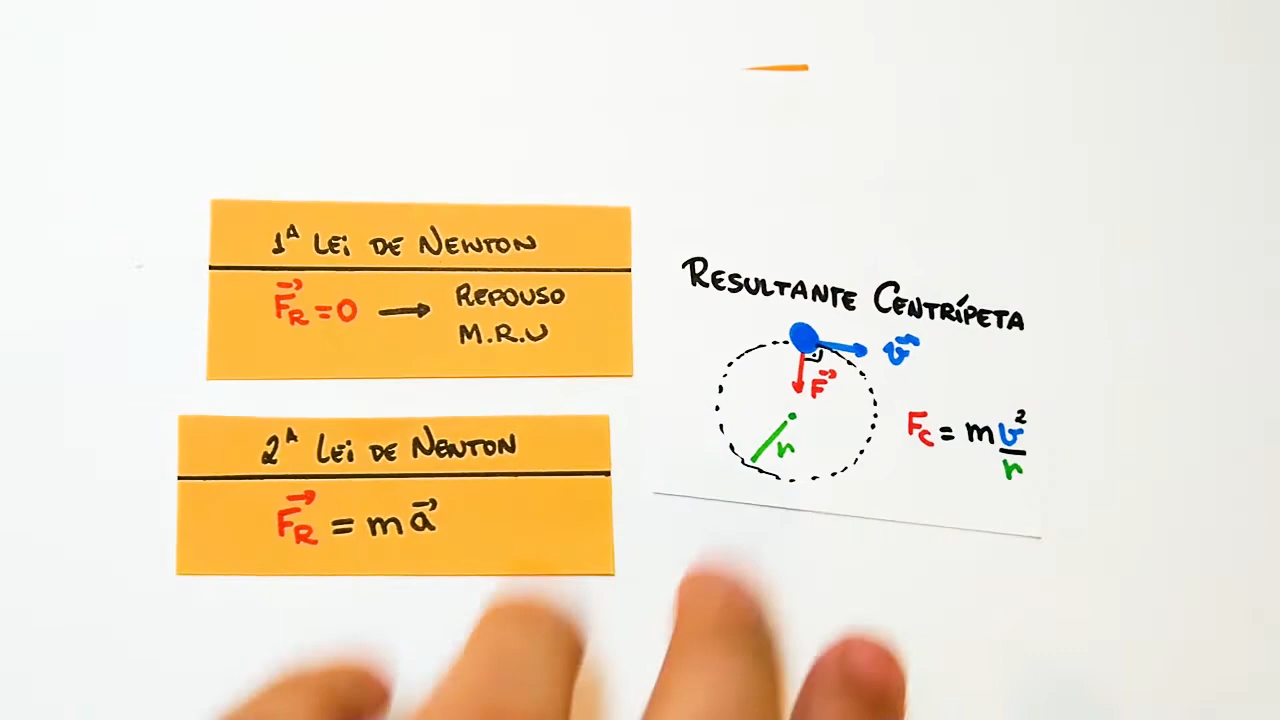 1ª LEI DE NEWTON
F⃗R = 0 → REPOUSO
M.R.U
2ª LEI DE NEWTON
F⃗R = m a⃗
RESULTANTE CENTRÍPETA
v⃗
F⃗
r
Fc = m v²/r